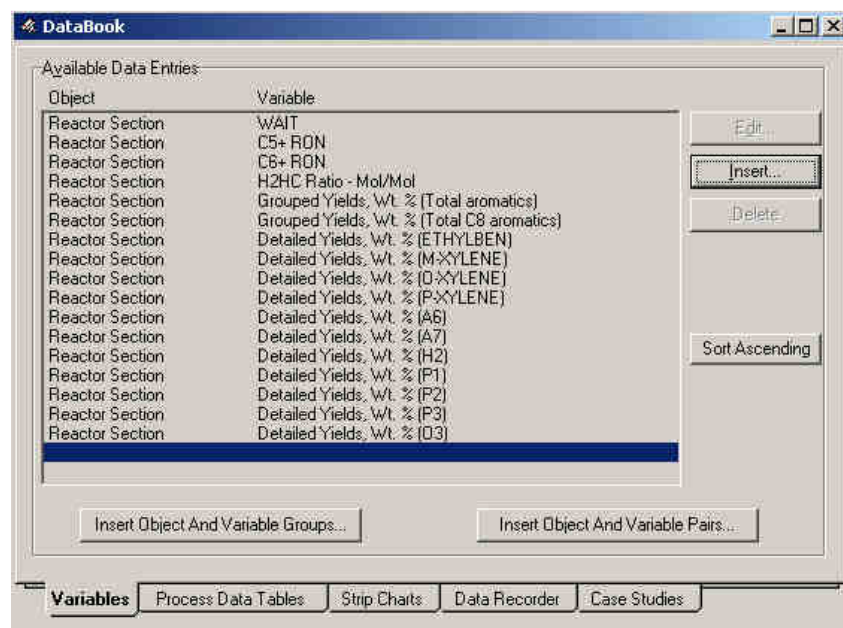 DataBook
Available Data Entries
Object Variable
Reactor Section WAIT
Reactor Section C5+ RON
Reactor Section C6+ RON
Reactor Section H2HC Ratio - Mol/Mol
Reactor Section Grouped Yields, Wt. % (Total aromatics)
Reactor Section Grouped Yields, Wt. % (Total C8 aromatics)
Reactor Section Detailed Yields, Wt. % (ETHYLBEN)
Reactor Section Detailed Yields, Wt. % (M-XYLENE)
Reactor Section Detailed Yields, Wt. % (O-XYLENE)
Reactor Section Detailed Yields, Wt. % (P-XYLENE)
Reactor Section Detailed Yields, Wt. % (A6)
Reactor Section Detailed Yields, Wt. % (A7)
Reactor Section Detailed Yields, Wt. % (H2)
Reactor Section Detailed Yields, Wt. % (P1)
Reactor Section Detailed Yields, Wt. % (P2)
Reactor Section Detailed Yields, Wt. % (P3)
Reactor Section Detailed Yields, Wt. % (O3)
Edit...
Insert...
Delete
Sort Ascending
Insert Object And Variable Groups... Insert Object And Variable Pairs...
Variables Process Data Tables Strip Charts Data Recorder Case Studies